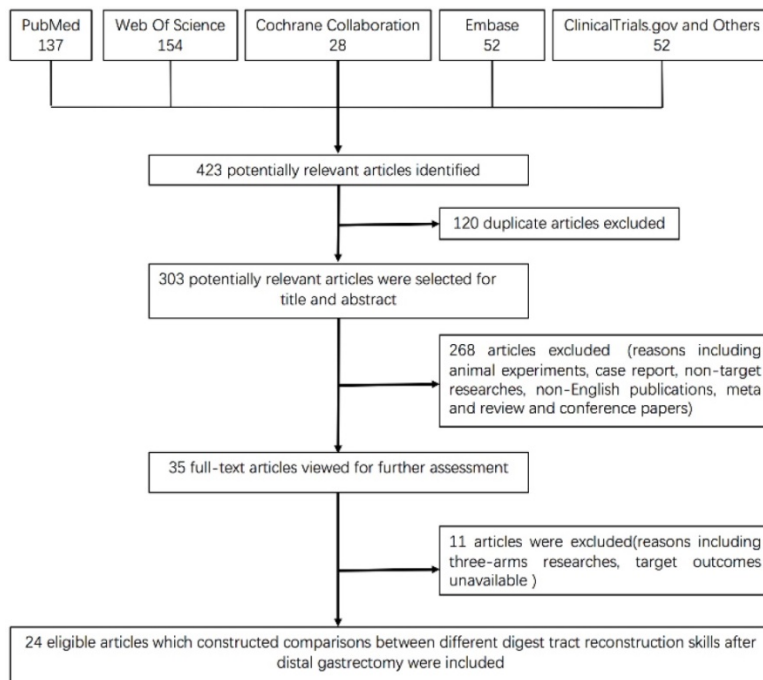 PubMed
137
Web Of Science
154
Cochrane Collaboration
28
Embase
52
ClinicalTrials.gov and Others
52
423 potentially relevant articles identified
120 duplicate articles excluded
303 potentially relevant articles were selected for
title and abstract
268 articles excluded (reasons including
animal experiments, case report, non-target
researches, non-English publications, meta
and review and conference papers)
35 full-text articles viewed for further assessment
11 articles were excluded(reasons including
three-arms researches, target outcomes
unavailable )
24 eligible articles which constructed comparisons between different digest tract reconstruction skills after
distal gastrectomy were included